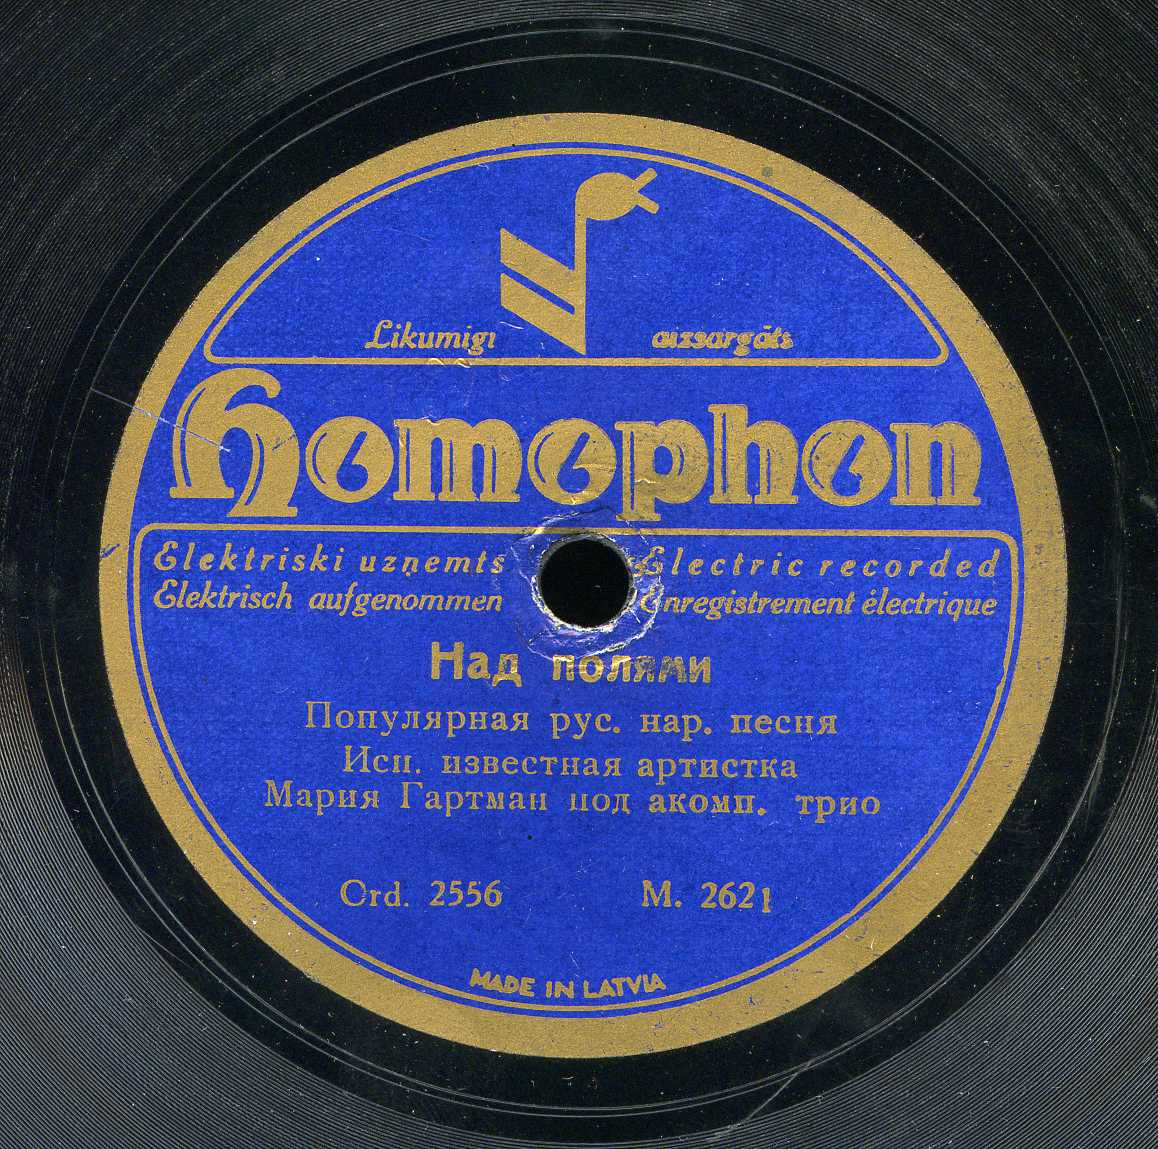 Likumigi aizsargāts
Homophon
Elektriski uzņemts Electric recorded
Elektrisch aufgenommen Enregistrement électrique
Над полями
Популярная рус. нар. песня
Исп. известная артистка
Мария Гартман под акомп. трио
Ord. 2556 M. 2621
MADE IN LATVIA